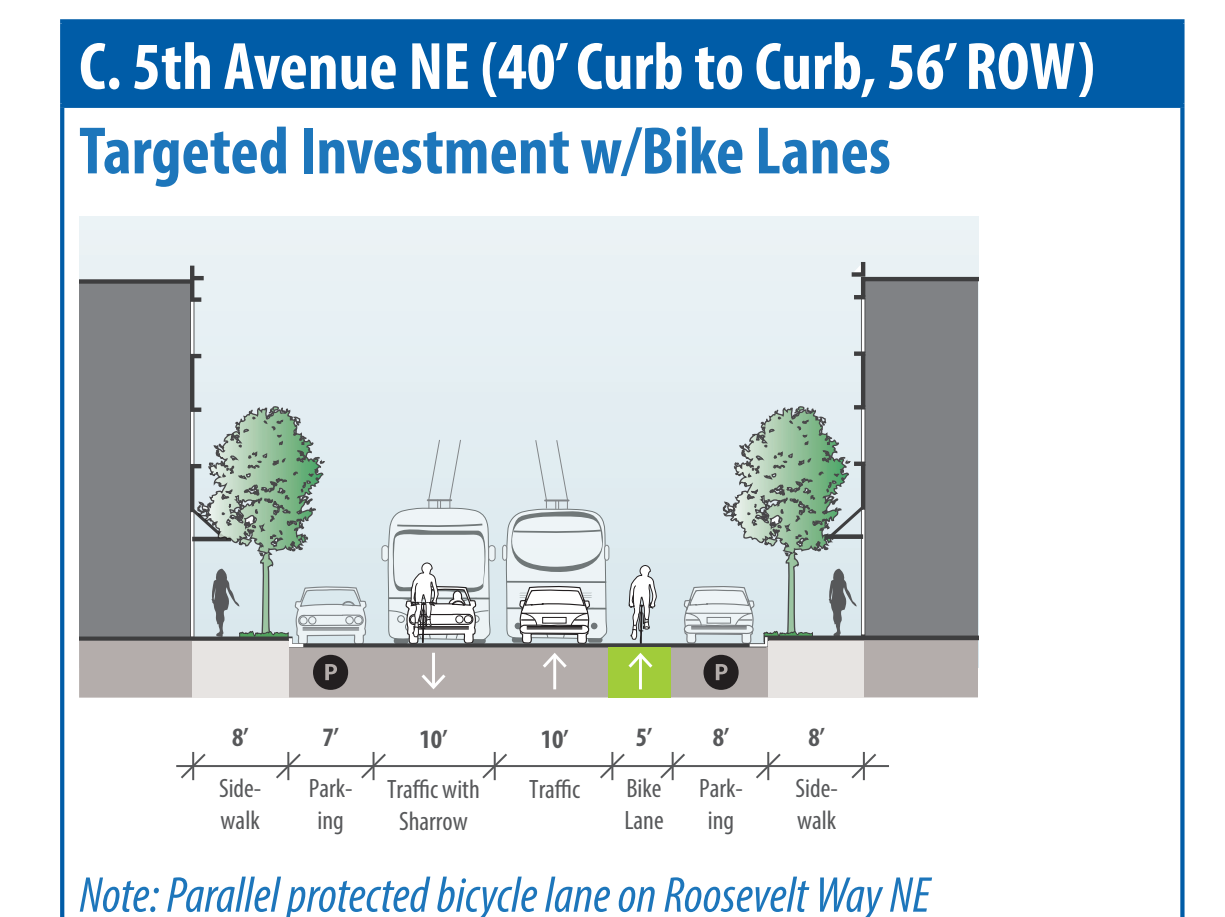 C. 5th Avenue NE (40′ Curb to Curb, 56′ ROW)
Targeted Investment w/Bike Lanes
P
P
8′ 7′ 10′ 10′ 5′ 8′ 8′
Side- Park- Traffic with Traffic Bike Park- Side-
walk ing Sharrow Lane ing walk
Note: Parallel protected bicycle lane on Roosevelt Way NE